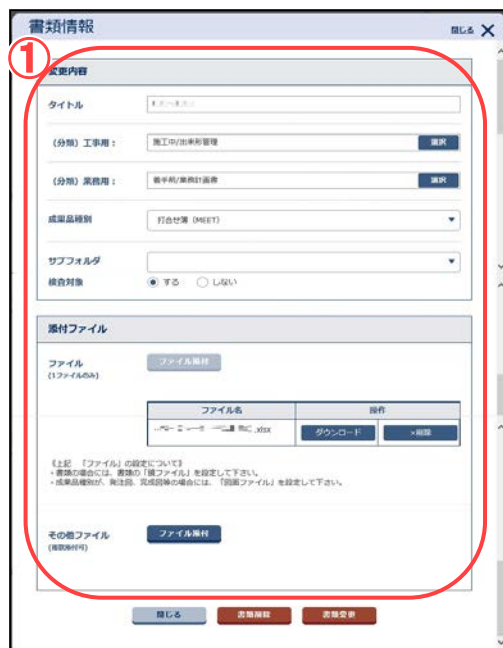 書類情報
閉じる ✕
①
変更内容
タイトル
(分類) 工事用：
施工中/出来形管理
選択
(分類) 業務用：
着手前/業務計画書
選択
成果品種別
打合せ簿 (MEET)
サブフォルダ
検査対象
する しない
添付ファイル
ファイル
(1ファイルのみ)
ファイル添付
ファイル名 操作
.xlsx ダウンロード ×削除
《上記 「ファイル」の設定について》
・書類の場合には、書類の「鏡ファイル」を設定して下さい。
・成果品種別が、発注図、完成図等の場合には、「図面ファイル」を設定して下さい。
その他ファイル
(複数添付可)
ファイル添付
閉じる 書類削除 書類変更